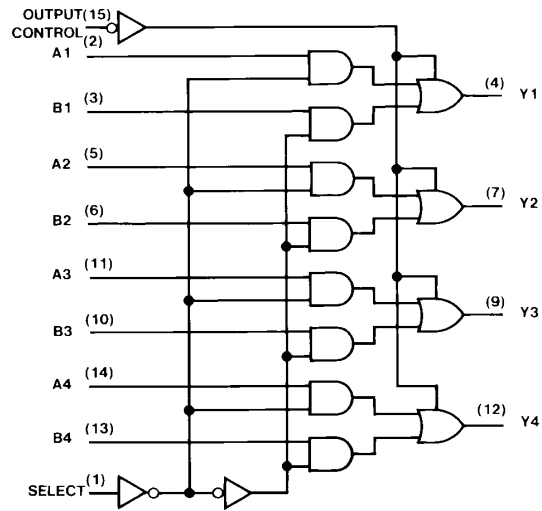 OUTPUT (15)
CONTROL
A1 (2)
(4) Y1
B1 (3)
A2 (5)
(7) Y2
B2 (6)
A3 (11)
(9) Y3
B3 (10)
A4 (14)
(12) Y4
B4 (13)
SELECT (1)